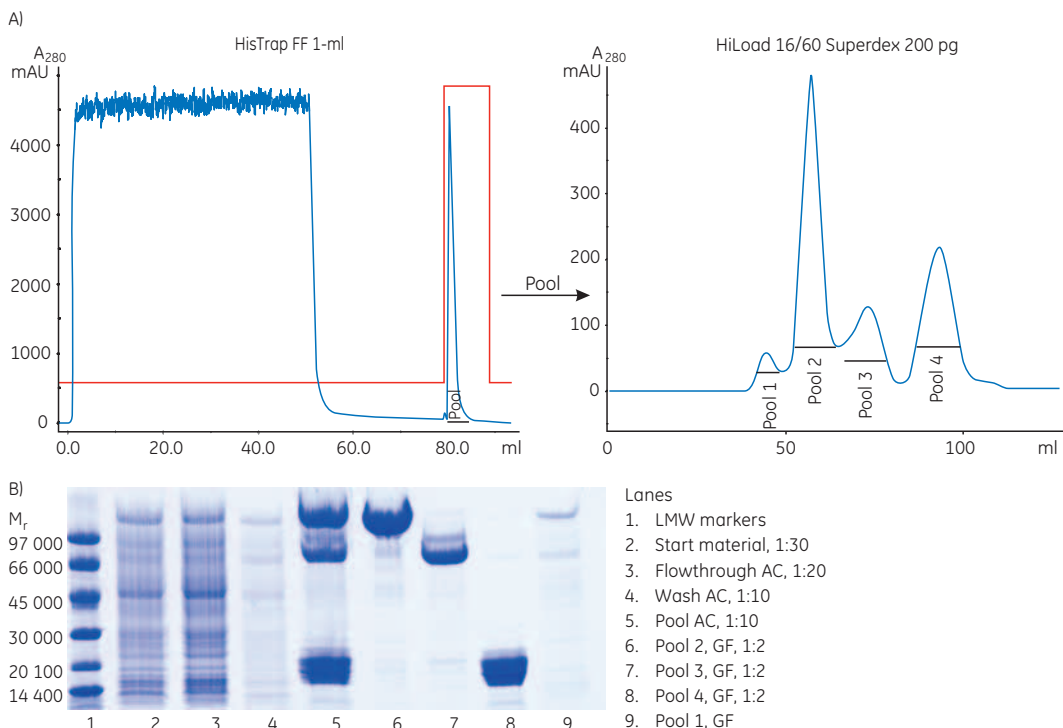 A)
HisTrap FF 1-ml
HiLoad 16/60 Superdex 200 pg
A280
mAU
4000
3000
2000
1000
0
0.0
20.0
40.0
60.0
80.0
ml
Pool
Pool
A280
mAU
400
300
200
100
0
Pool 1
Pool 2
Pool 3
Pool 4
0
50
100
ml
B)
Mr
97 000
66 000
45 000
30 000
20 100
14 400
1 2 3 4 5 6 7 8 9
Lanes
1. LMW markers
2. Start material, 1:30
3. Flowthrough AC, 1:20
4. Wash AC, 1:10
5. Pool AC, 1:10
6. Pool 2, GF, 1:2
7. Pool 3, GF, 1:2
8. Pool 4, GF, 1:2
9. Pool 1, GF